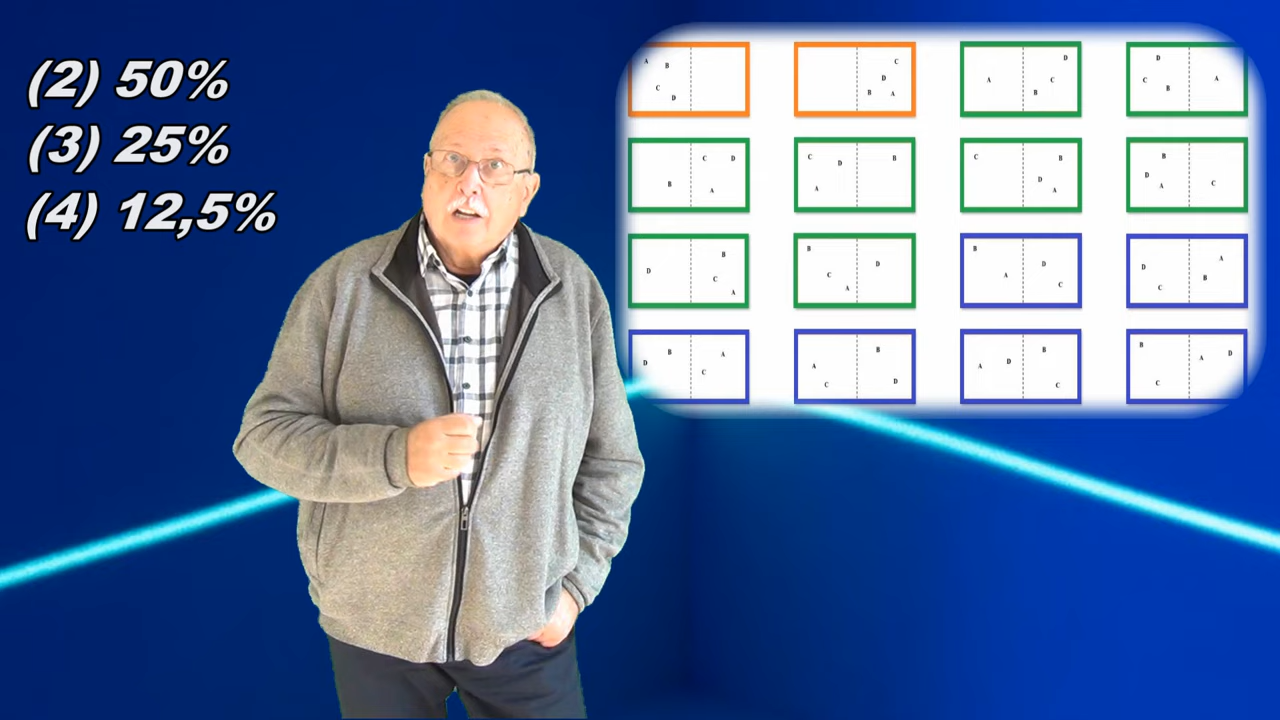 (2) 50%
(3) 25%
(4) 12,5%
A B C D
C D B A
D A C B
D C A B
C D B A
C D B A
C B D A
B D A C
D B C A
B C A D
B A D C
D C A B
D B A C
A C B D
A D B C
B C A D